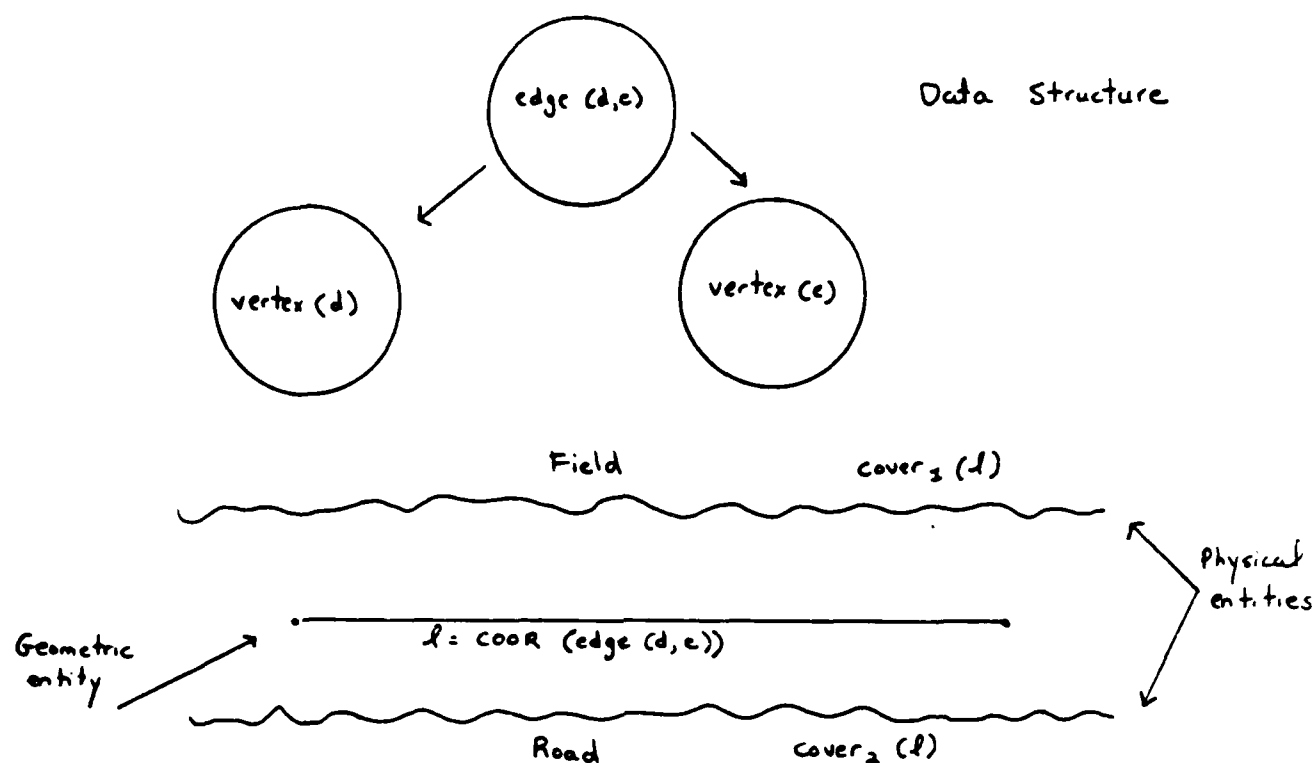 edge (d,e)
Data Structure
vertex (d)
vertex (e)
Field
cover₁ (l)
Physical
entities
l = COOR (edge (d,e))
Geometric
entity
Road
cover₂ (l)